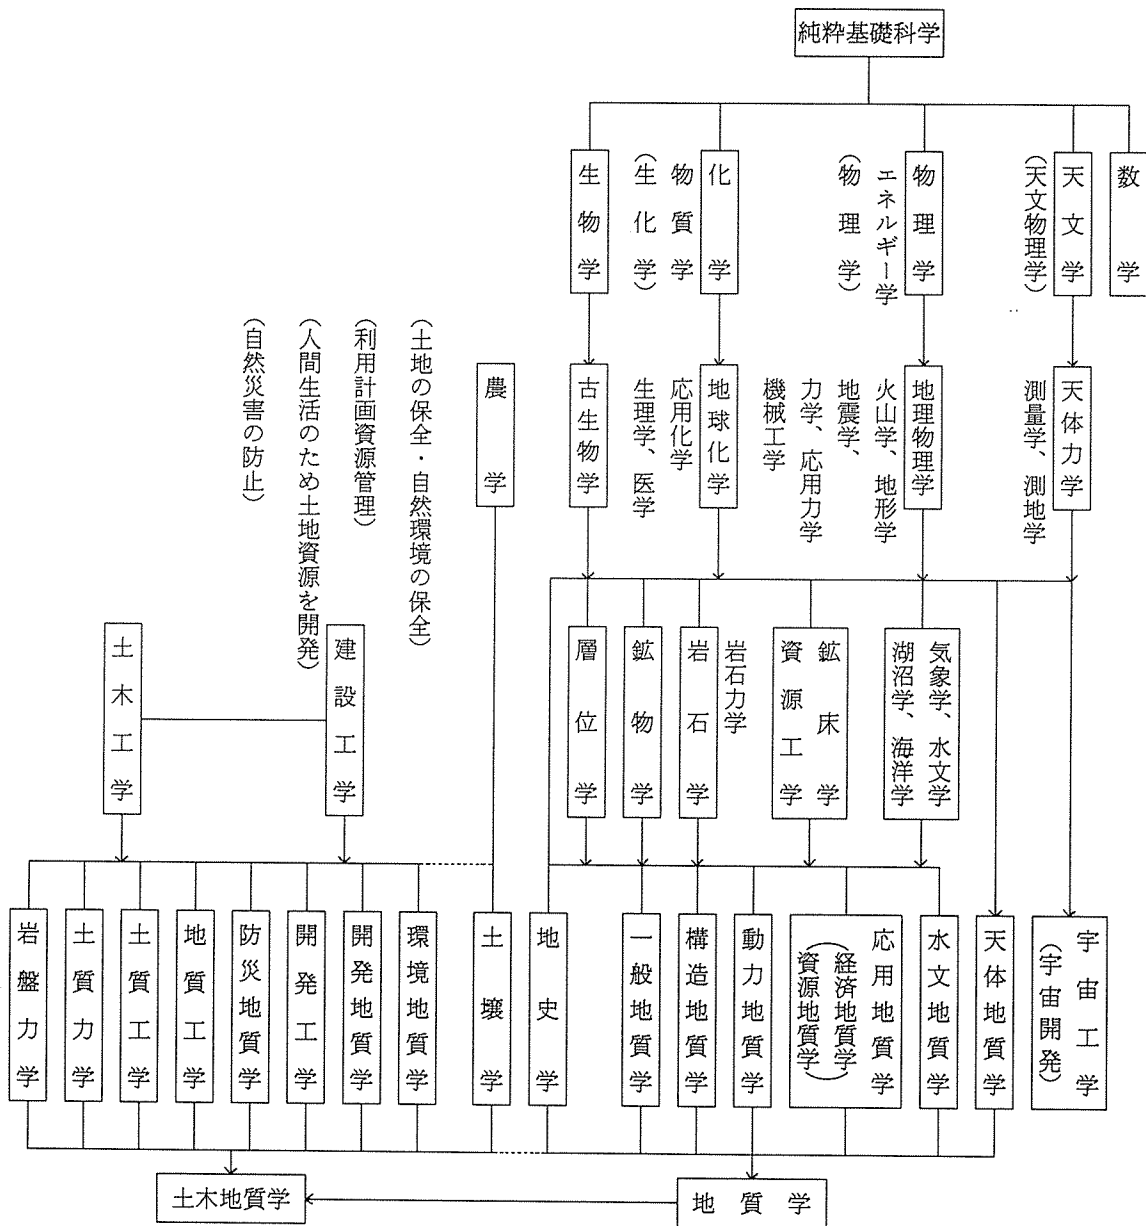 純粋基礎科学
数学
天文学
(天文物理学)
物理学
エネルギー学
(物理学)
化学
物質学
(生化学)
生物学
天体力学
測量学、測地学
地理物理学
火山学、地形学
地震学、
力学、応用力学
機械工学
地球化学
応用化学
生理学、医学
古生物学
農学
(土地の保全・自然環境の保全)
(利用計画資源管理)
(人間生活のため土地資源を開発)
(自然災害の防止)
気象学、水文学
湖沼学、海洋学
鉱床学
資源工学
岩石力学
岩石学
鉱物学
層位学
建設工学
土木工学
宇宙工学
(宇宙開発)
天体地質学
水文地質学
応用地質学
(経済地質学
資源地質学)
動力地質学
構造地質学
一般地質学
地史学
土壌学
環境地質学
開発地質学
開発工学
防災地質学
地質工学
土質工学
土質力学
岩盤力学
土木地質学
地質学